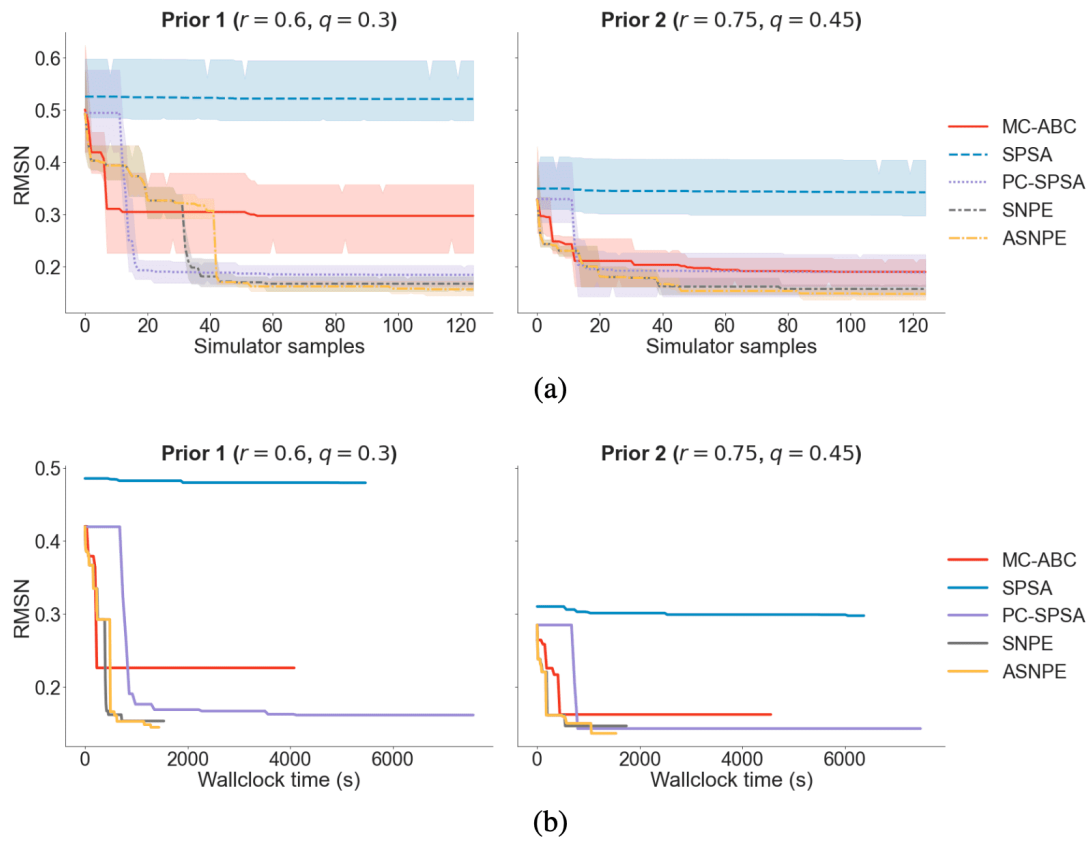 Prior 1 (r = 0.6, q = 0.3)
Prior 2 (r = 0.75, q = 0.45)
RMSN
0.6
0.5
0.4
0.3
0.2
0 20 40 60 80 100 120
Simulator samples
0 20 40 60 80 100 120
Simulator samples
MC-ABC
SPSA
PC-SPSA
SNPE
ASNPE
(a)
Prior 1 (r = 0.6, q = 0.3)
Prior 2 (r = 0.75, q = 0.45)
RMSN
0.5
0.4
0.3
0.2
0 2000 4000 6000
Wallclock time (s)
0 2000 4000 6000
Wallclock time (s)
MC-ABC
SPSA
PC-SPSA
SNPE
ASNPE
(b)